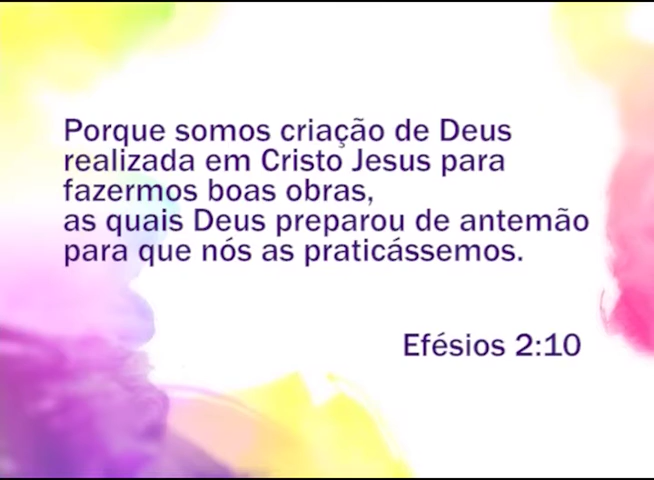 Porque somos criação de Deus
realizada em Cristo Jesus para
fazermos boas obras,
as quais Deus preparou de antemão
para que nós as praticássemos.
Efésios 2:10